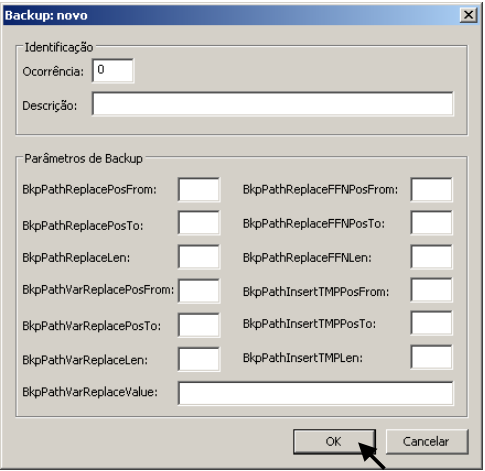 Backup: novo
Identificação
Ocorrência: 0
Descrição:
Parâmetros de Backup
BkpPathReplacePosFrom: BkpPathReplaceFFNPosFrom:
BkpPathReplacePosTo: BkpPathReplaceFFNPosTo:
BkpPathReplaceLen: BkpPathReplaceFFNLen:
BkpPathVarReplacePosFrom: BkpPathInsertTMPPosFrom:
BkpPathVarReplacePosTo: BkpPathInsertTMPPosTo:
BkpPathVarReplaceLen: BkpPathInsertTMPLen:
BkpPathVarReplaceValue:
OK Cancelar